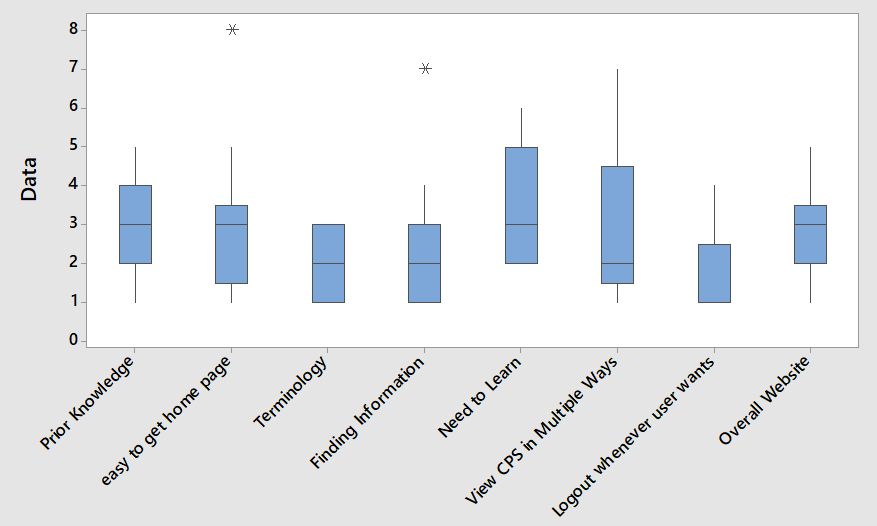 Data
8
7
6
5
4
3
2
1
0
Prior Knowledge
easy to get home page
Terminology
Finding Information
Need to Learn
View CPS in Multiple Ways
Logout whenever user wants
Overall Website